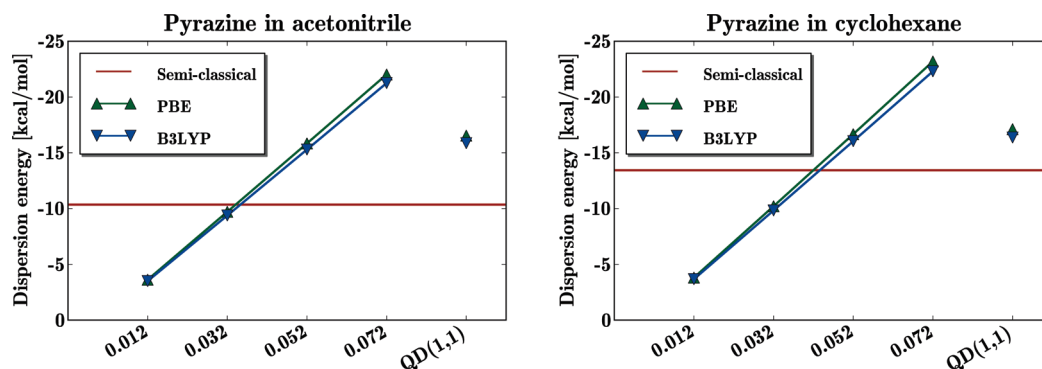 Pyrazine in acetonitrile
Dispersion energy [kcal/mol]
-25
-20
-15
-10
-5
0
Semi-classical
PBE
B3LYP
0.012
0.032
0.052
0.072
QD(1,1)
Pyrazine in cyclohexane
Dispersion energy [kcal/mol]
-25
-20
-15
-10
-5
0
Semi-classical
PBE
B3LYP
0.012
0.032
0.052
0.072
QD(1,1)